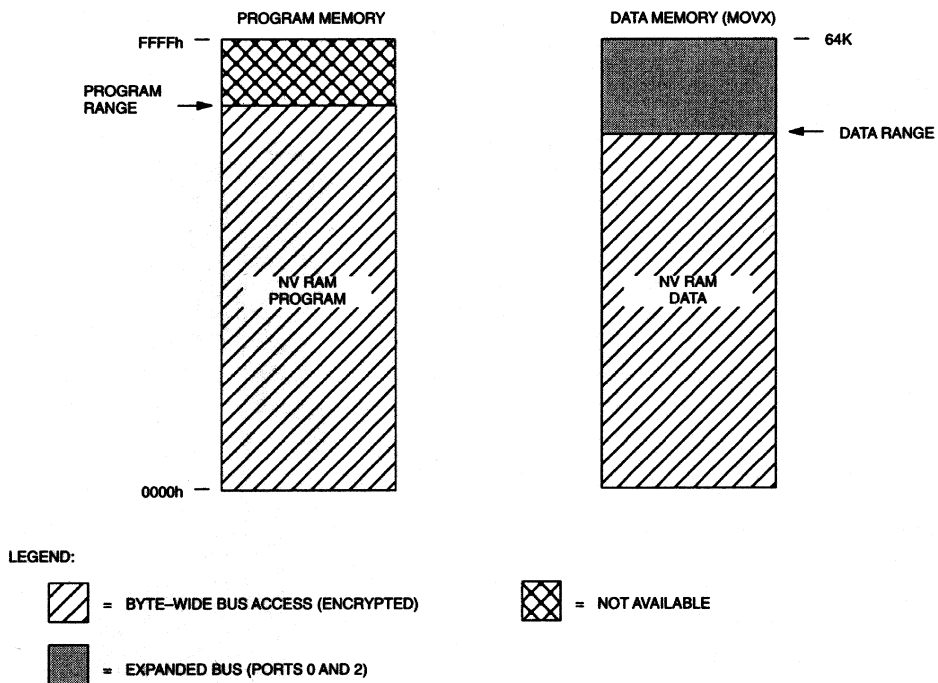 PROGRAM MEMORY
DATA MEMORY (MOVX)
FFFFh
64K
PROGRAM
RANGE
DATA RANGE
NV RAM
PROGRAM
NV RAM
DATA
0000h
LEGEND:
= BYTE–WIDE BUS ACCESS (ENCRYPTED)
= NOT AVAILABLE
= EXPANDED BUS (PORTS 0 AND 2)